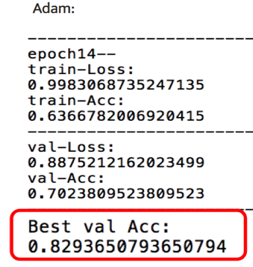 Adam:
------------------------
epoch14--
train-Loss:
0.9983068735247135
train-Acc:
0.6366782006920415
------------------------
val-Loss:
0.8875212162023499
val-Acc:
0.7023809523809523
------------------------
Best val Acc:
0.8293650793650794